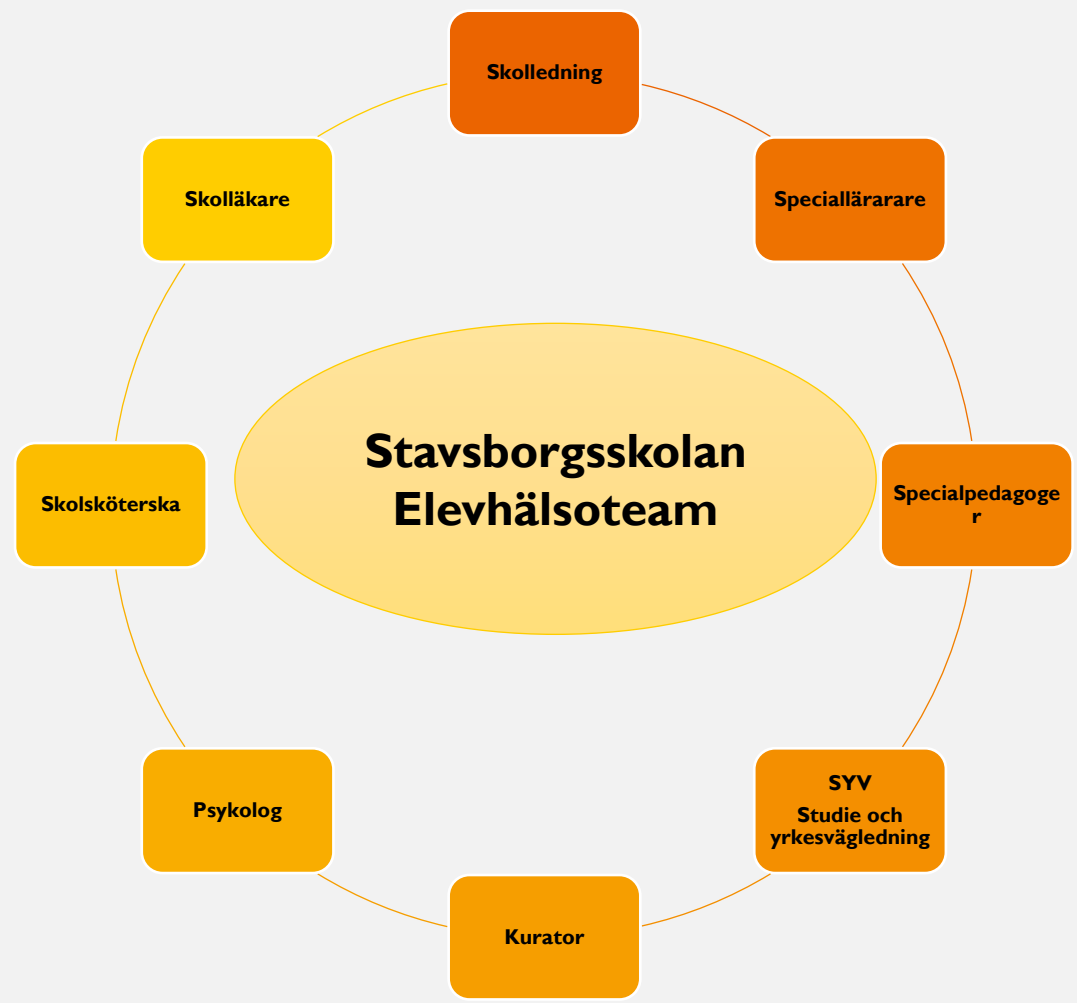 Skolledning
Speciallärarare
Specialpedagoge
r
SYV
Studie och
yrkesvägledning
Kurator
Psykolog
Skolsköterska
Skolläkare
Stavsborgsskolan
Elevhälsoteam